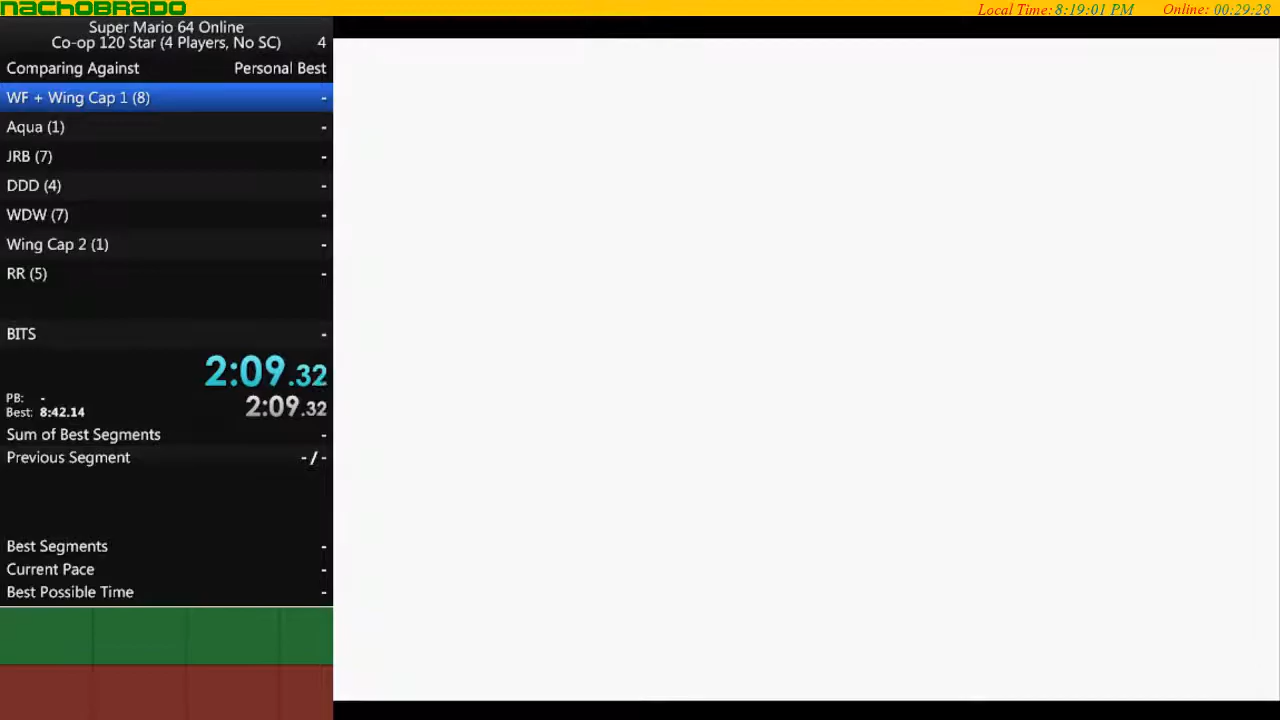 NACHOBRADO
Local Time: 8:19:01 PM Online: 00:29:28
Super Mario 64 Online
Co-op 120 Star (4 Players, No SC) 4
Comparing Against Personal Best
WF + Wing Cap 1 (8) -
Aqua (1) -
JRB (7) -
DDD (4) -
WDW (7) -
Wing Cap 2 (1) -
RR (5) -
BITS -
2:09.32
PB: -
Best: 8:42.14 2:09.32
Sum of Best Segments -
Previous Segment - / -
Best Segments -
Current Pace -
Best Possible Time -